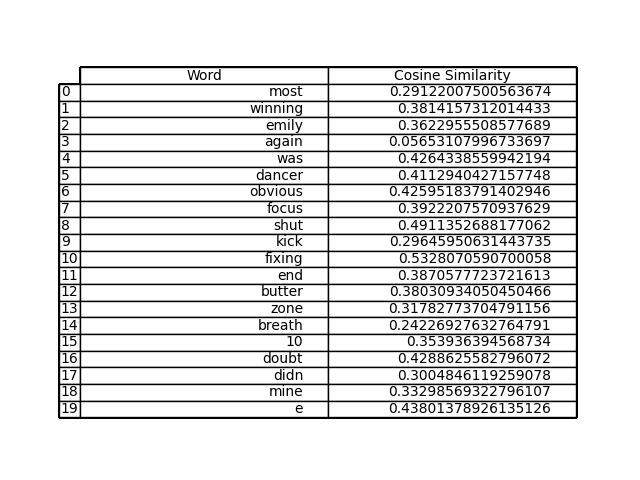 Word Cosine Similarity
0 most 0.29122007500563674
1 winning 0.3814157312014433
2 emily 0.3622955508577689
3 again 0.05653107996733697
4 was 0.4264338559942194
5 dancer 0.4112940427157748
6 obvious 0.42595183791402946
7 focus 0.3922207570937629
8 shut 0.4911352688177062
9 kick 0.29645950631443735
10 fixing 0.5328070590700058
11 end 0.3870577723721613
12 butter 0.38030934050450466
13 zone 0.31782773704791156
14 breath 0.24226927632764791
15 10 0.353936394568734
16 doubt 0.4288625582796072
17 didn 0.3004846119259078
18 mine 0.33298569322796107
19 e 0.43801378926135126